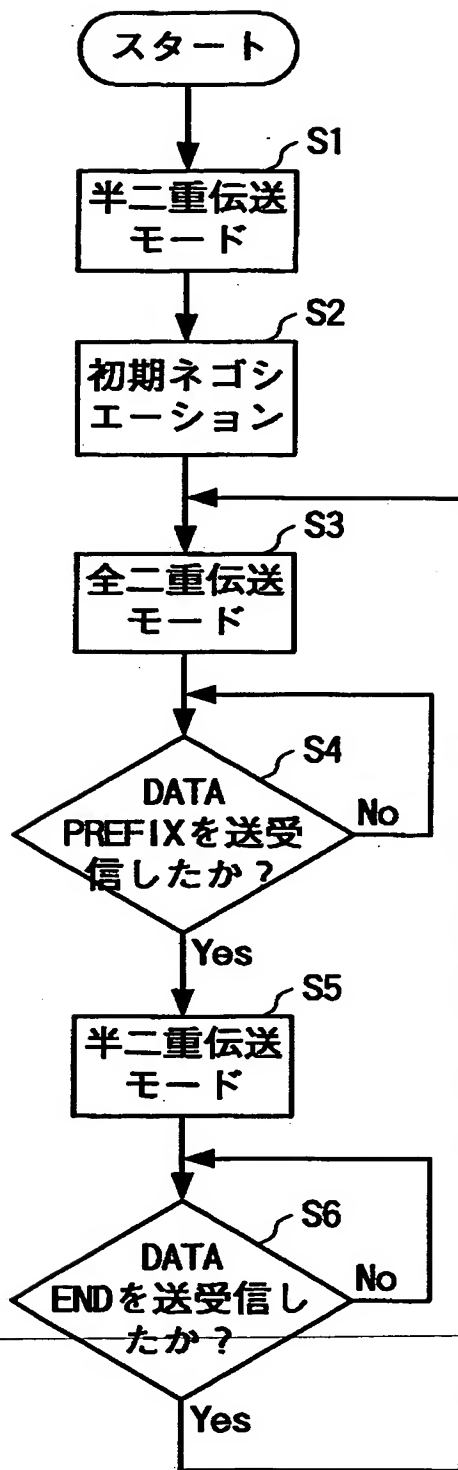 スタート
S1
半二重伝送
モード
S2
初期ネゴシ
エーション
S3
全二重伝送
モード
S4
DATA
PREFIXを送受
信したか？
No
Yes
S5
半二重伝送
モード
S6
DATA
ENDを送受信し
たか？
No
Yes